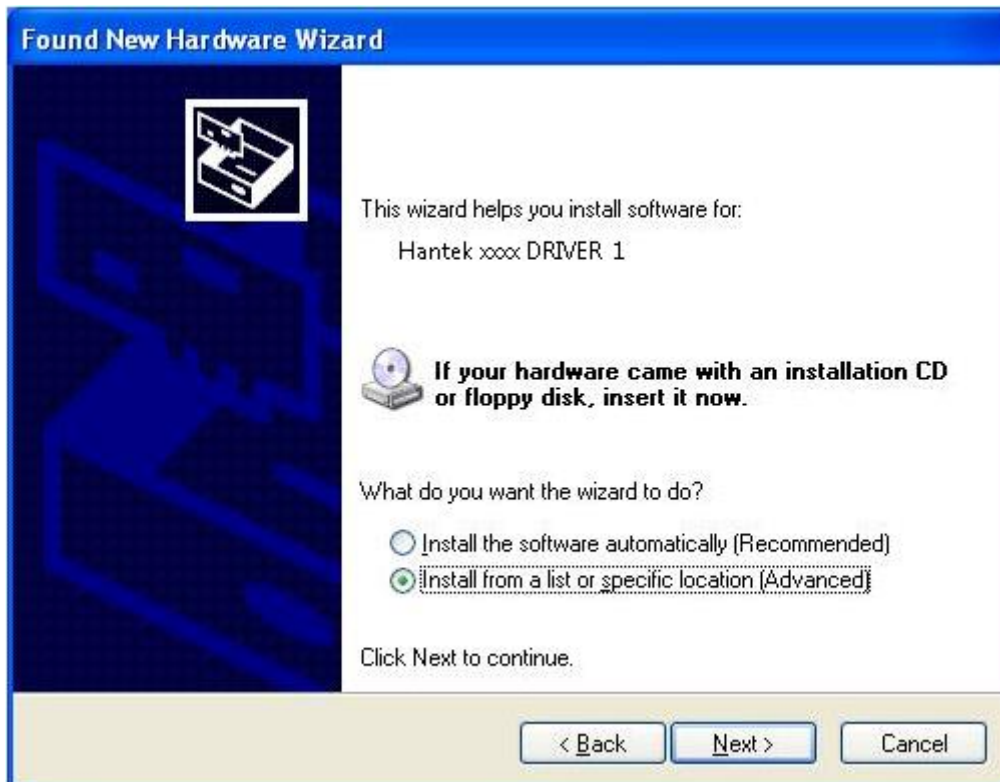 Found New Hardware Wizard
This wizard helps you install software for:
Hantek xxxx DRIVER 1
If your hardware came with an installation CD
or floppy disk, insert it now.
What do you want the wizard to do?
Install the software automatically (Recommended)
Install from a list or specific location (Advanced)
Click Next to continue.
< Back Next > Cancel